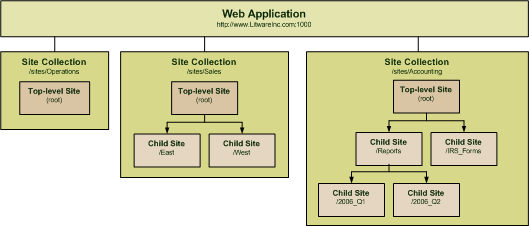 Web Application
http://www.LitwareInc.com:1000
Site Collection
/sites/Operations
Top-level Site
(root)
Site Collection
/sites/Sales
Top-level Site
(root)
Child Site
/East
Child Site
/West
Site Collection
/sites/Accounting
Top-level Site
(root)
Child Site
/Reports
Child Site
/IRS_Forms
Child Site
/2006_Q1
Child Site
/2006_Q2